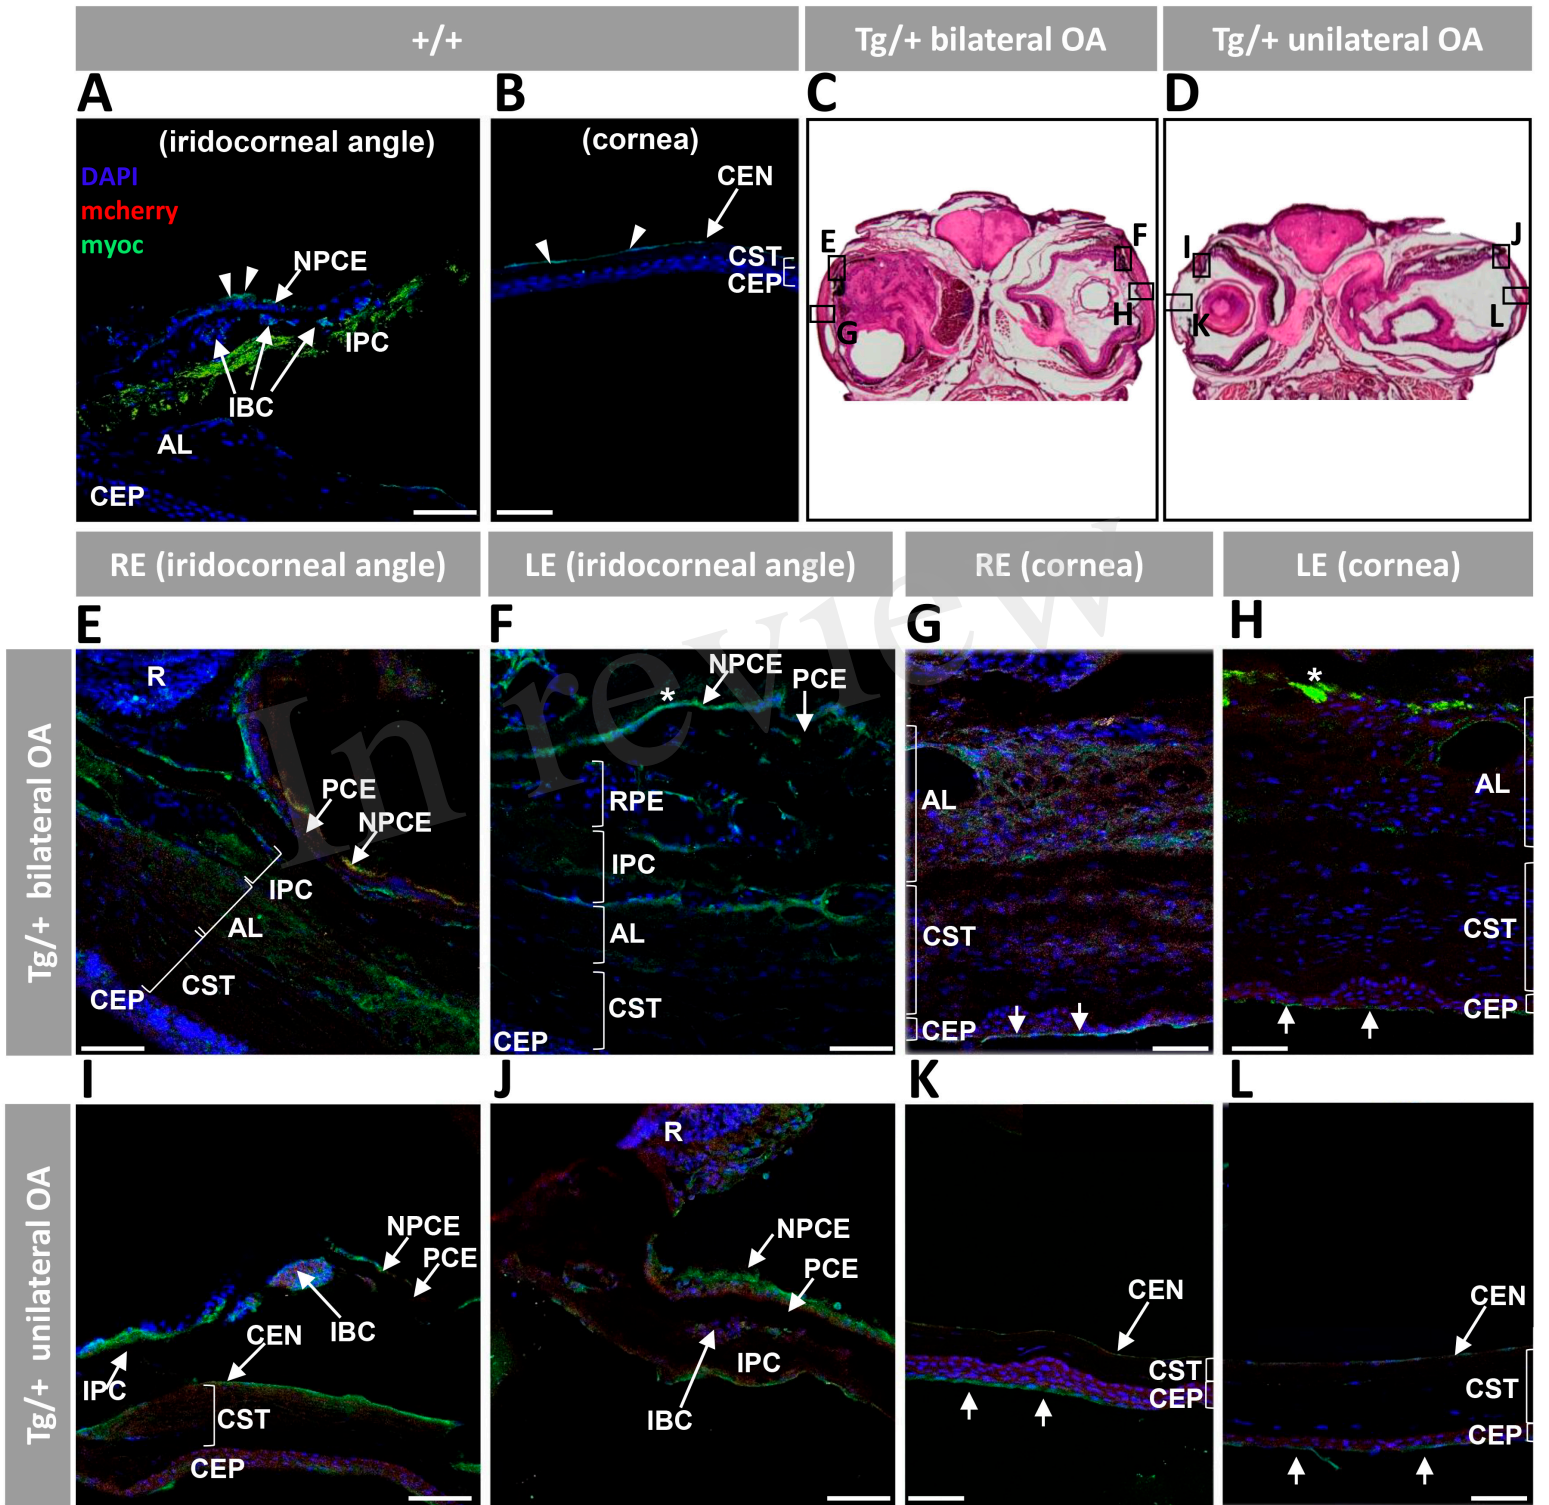 +/+
Tg/+ bilateral OA
Tg/+ unilateral OA
A
B
C
D
(iridocorneal angle)
DAPI
mcherry
myoc
NPCE
IPC
IBC
AL
CEP
(cornea)
CEN
CST
CEP
E
F
G
H
I
J
K
L
RE (iridocorneal angle)
LE (iridocorneal angle)
RE (cornea)
LE (cornea)
In review
Tg/+ bilateral OA
E
R
PCE
NPCE
IPC
AL
CST
CEP
F
*
NPCE
PCE
RPE
IPC
AL
CST
CEP
G
AL
CST
CEP
H
*
AL
CST
CEP
Tg/+ unilateral OA
I
NPCE
PCE
IBC
CEN
IPC
CST
CEP
J
R
NPCE
PCE
IPC
IBC
K
CEN
CST
CEP
L
CEN
CST
CEP